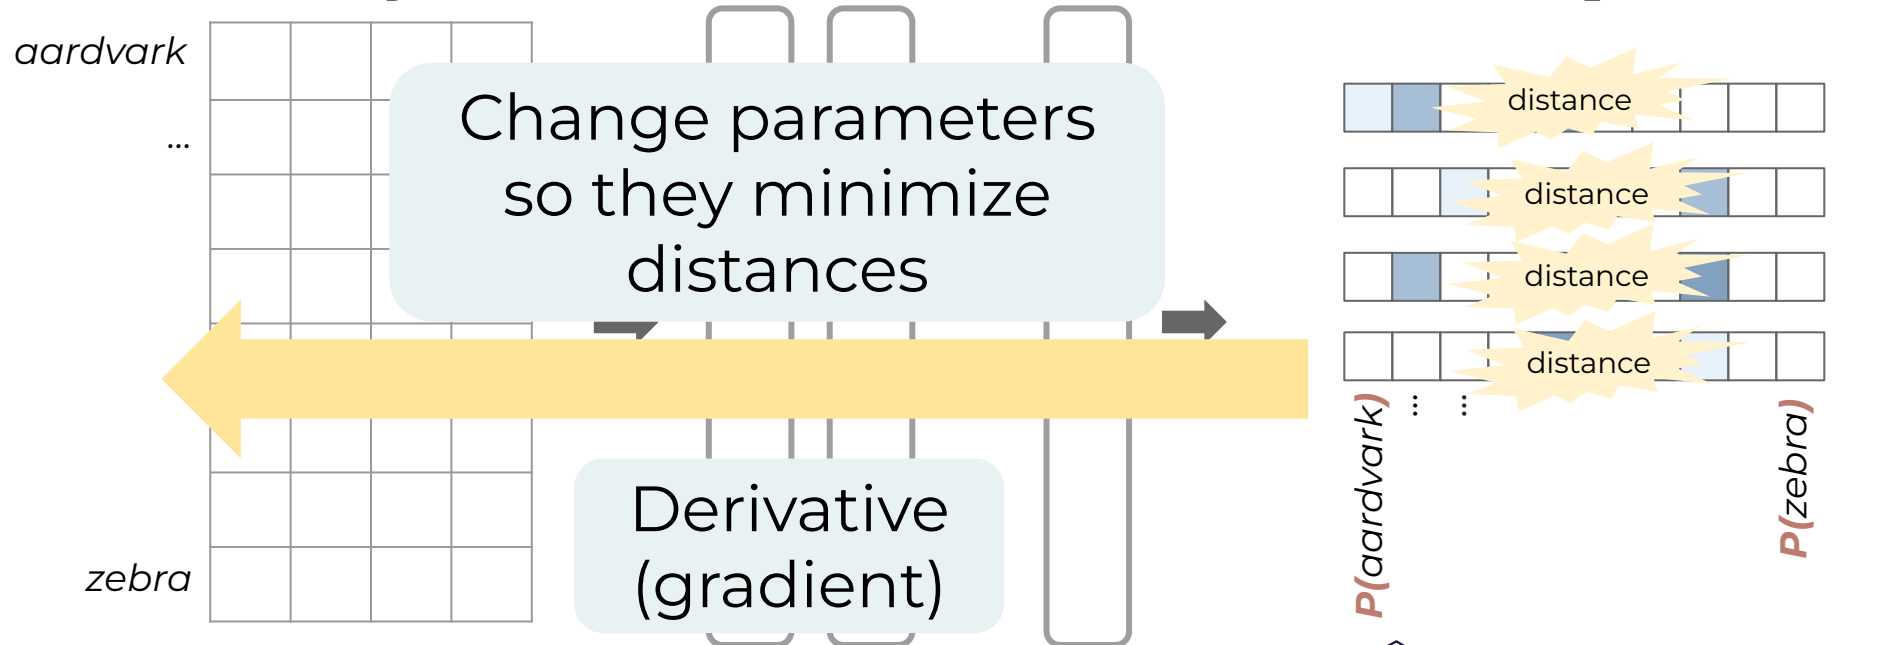 aardvark
...
zebra
Change parameters
so they minimize
distances
Derivative
(gradient)
distance
distance
distance
distance
P(aardvark)
...
...
P(zebra)